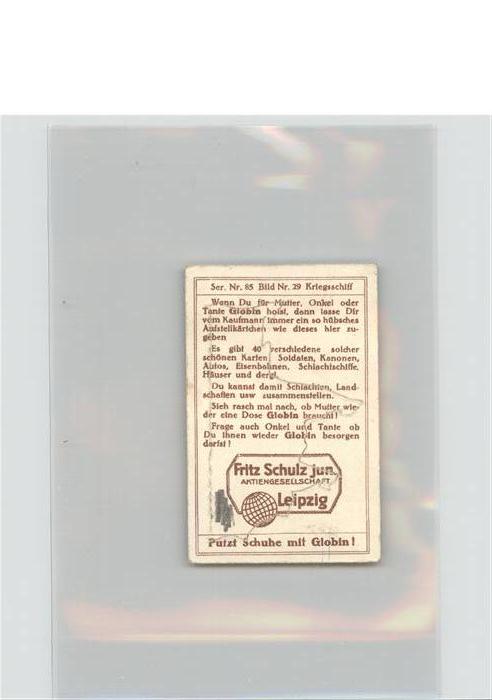 Ser. Nr. 85 Bild Nr. 29 Kriegsschiff
Wenn Du für Mutter, Onkel oder
Tante Globin holst, dann lasse Dir
vom Kaufmann immer ein so hübsches
Aufstellkärtchen wie dieses hier zu-
geben
Es gibt 40 verschiedene solcher
schönen Karten Soldaten, Kanonen,
Autos, Eisenbahnen, Schlachtschiffe,
Häuser und dergl.
Du kannst damit Schlachten, Land-
schaften usw zusammenstellen.
Sieh rasch mal nach, ob Mutter wie-
der eine Dose Globin braucht!
Frage auch Onkel und Tante ob
Du ihnen wieder Globin besorgen
darfst!
Fritz Schulz jun.
AKTIENGESELLSCHAFT
Leipzig
Putzt Schuhe mit Globin!